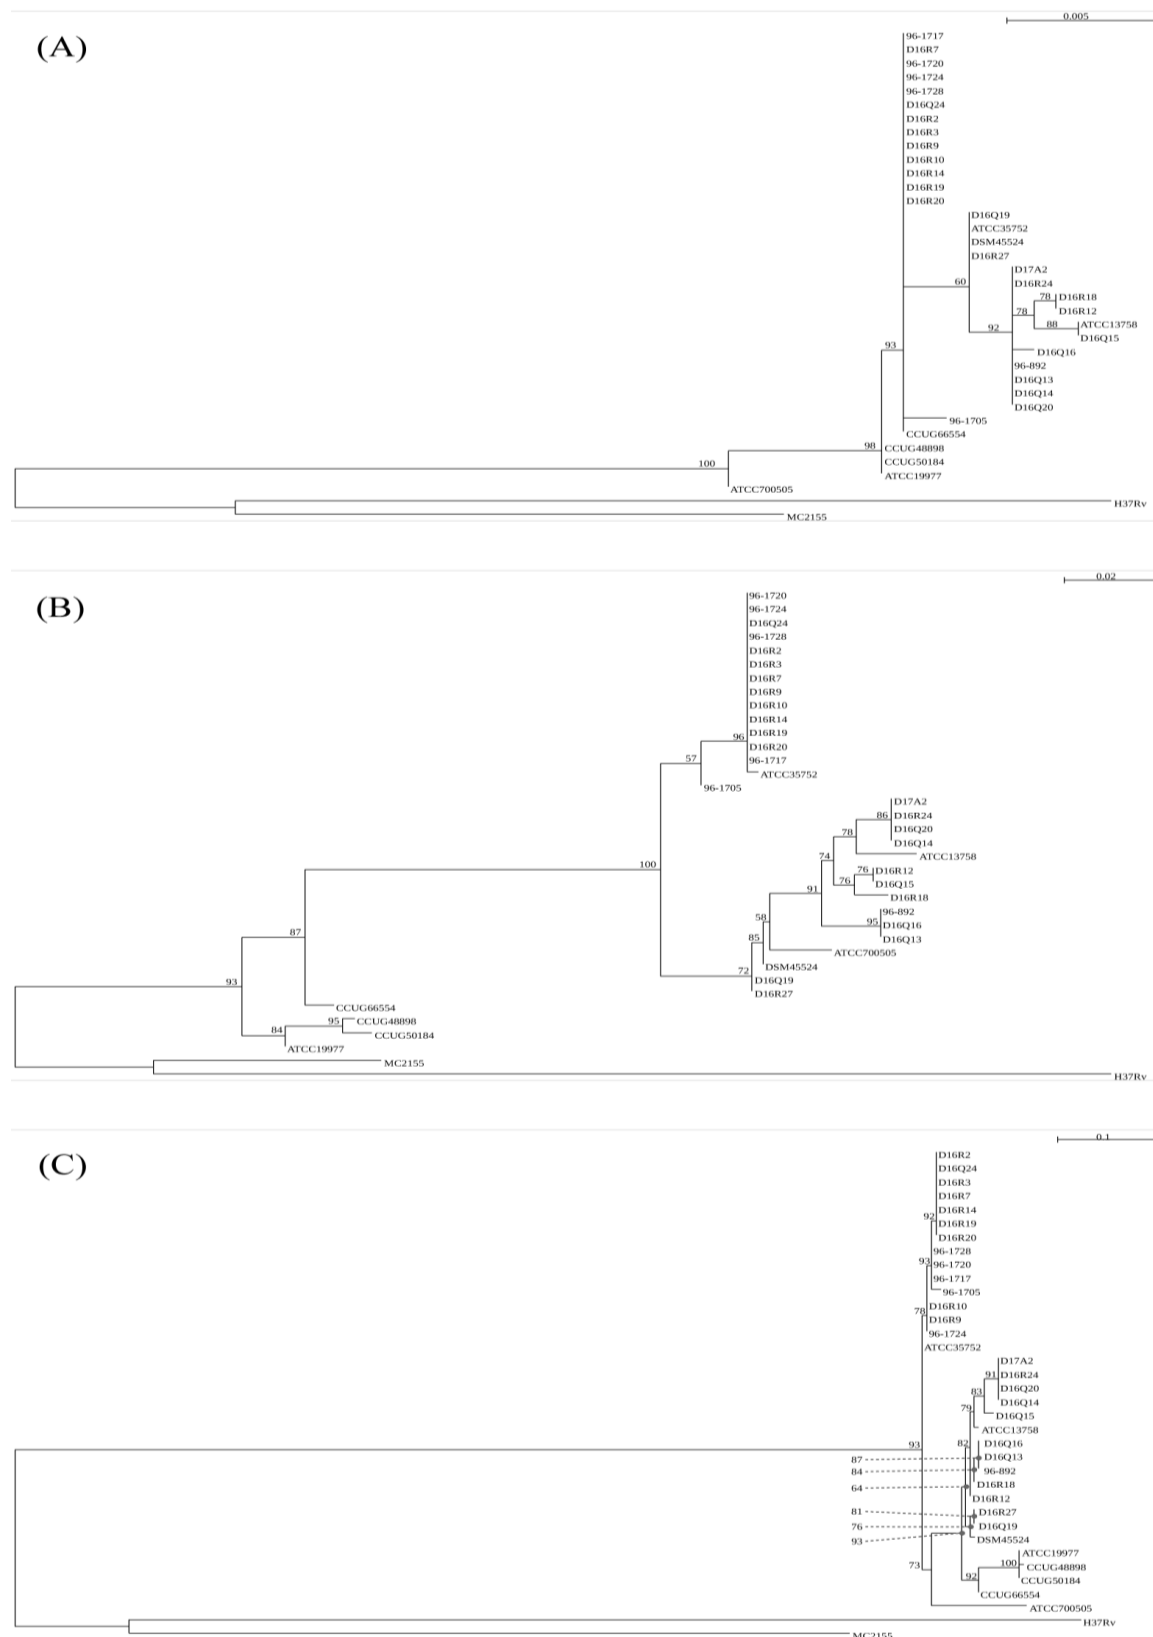 0.005
(A)
96-1717
D16R7
96-1720
96-1724
96-1728
D16Q24
D16R2
D16R3
D16R9
D16R10
D16R14
D16R19
D16R20
D16Q19
ATCC35752
DSM45524
D16R27
D17A2
60
D16R24
78 D16R18
78 D16R12
88 ATCC13758
92
D16Q15
93
D16Q16
96-892
D16Q13
D16Q14
D16Q20
96-1705
CCUG66554
98 CCUG48898
100
CCUG50184
ATCC19977
ATCC700505
H37Rv
MC2155
0.02
(B)
96-1720
96-1724
D16Q24
96-1728
D16R2
D16R3
D16R7
D16R9
D16R10
D16R14
D16R19
96
D16R20
57
96-1717
ATCC35752
96-1705
D17A2
86 D16R24
D16Q20
78
D16Q14
74
ATCC13758
100
76 D16R12
76
D16Q15
91
D16R18
96-892
58
95 D16Q16
87
85
D16Q13
ATCC700505
72
DSM45524
93
D16Q19
D16R27
CCUG66554
95 CCUG48898
84
CCUG50184
ATCC19977
MC2155
H37Rv
0.1
(C)
D16R2
D16Q24
D16R3
D16R7
D16R14
92
D16R19
D16R20
96-1728
93
96-1720
96-1717
96-1705
78
D16R10
D16R9
96-1724
ATCC35752
D17A2
91 D16R24
83
D16Q20
79
D16Q14
D16Q15
ATCC13758
93
82
D16Q16
87
D16Q13
84
96-892
64
D16R18
D16R12
81
D16R27
76
D16Q19
93
DSM45524
ATCC19977
73
100
CCUG48898
92
CCUG50184
CCUG66554
ATCC700505
H37Rv
MC2155